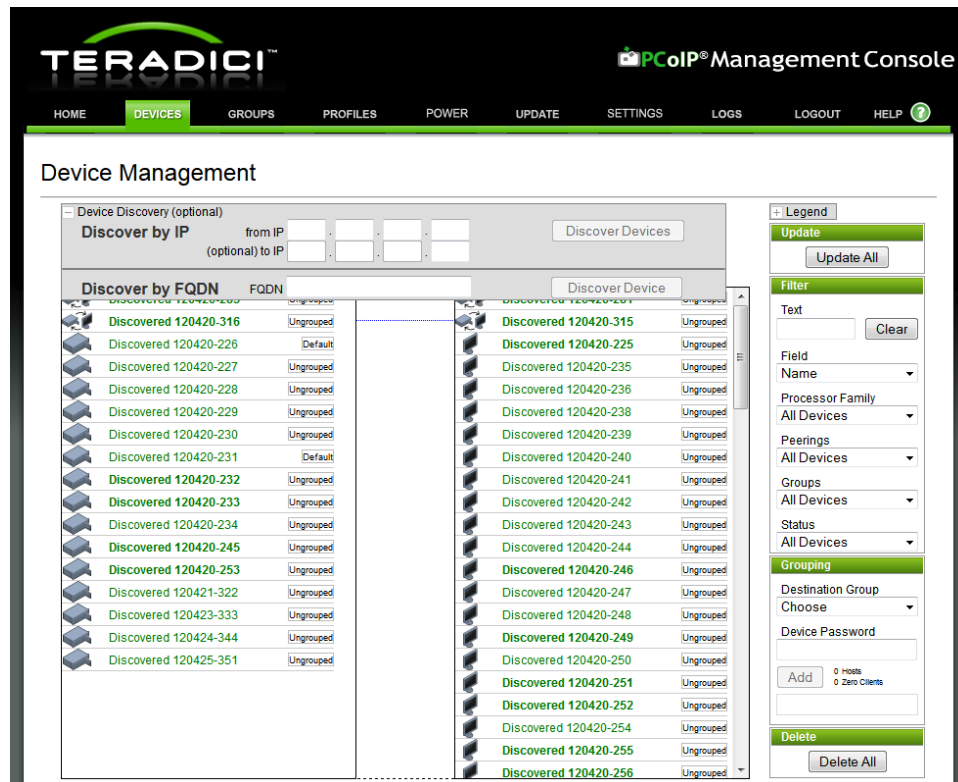 TERADICI™
PCoIP® Management Console
HOME DEVICES GROUPS PROFILES POWER UPDATE SETTINGS LOGS LOGOUT HELP ?
Device Management
Device Discovery (optional)
Discover by IP from IP . . . Discover Devices
(optional) to IP . . .
Discover by FQDN FQDN Discover Device
Discovered 120420-316 Ungrouped
Discovered 120420-226 Default
Discovered 120420-227 Ungrouped
Discovered 120420-228 Ungrouped
Discovered 120420-229 Ungrouped
Discovered 120420-230 Ungrouped
Discovered 120420-231 Default
Discovered 120420-232 Ungrouped
Discovered 120420-233 Ungrouped
Discovered 120420-234 Ungrouped
Discovered 120420-245 Ungrouped
Discovered 120420-253 Ungrouped
Discovered 120421-322 Ungrouped
Discovered 120423-333 Ungrouped
Discovered 120424-344 Ungrouped
Discovered 120425-351 Ungrouped
Discovered 120420-315 Ungrouped
Discovered 120420-225 Ungrouped
Discovered 120420-235 Ungrouped
Discovered 120420-236 Ungrouped
Discovered 120420-238 Ungrouped
Discovered 120420-239 Ungrouped
Discovered 120420-240 Ungrouped
Discovered 120420-241 Ungrouped
Discovered 120420-242 Ungrouped
Discovered 120420-243 Ungrouped
Discovered 120420-244 Ungrouped
Discovered 120420-246 Ungrouped
Discovered 120420-247 Ungrouped
Discovered 120420-248 Ungrouped
Discovered 120420-249 Ungrouped
Discovered 120420-250 Ungrouped
Discovered 120420-251 Ungrouped
Discovered 120420-252 Ungrouped
Discovered 120420-254 Ungrouped
Discovered 120420-255 Ungrouped
Discovered 120420-256 Ungrouped
Legend
Update
Update All
Filter
Text
Clear
Field
Name
Processor Family
All Devices
Peerings
All Devices
Groups
All Devices
Status
All Devices
Grouping
Destination Group
Choose
Device Password
Add
0 Hosts
0 Zero Clients
Delete
Delete All